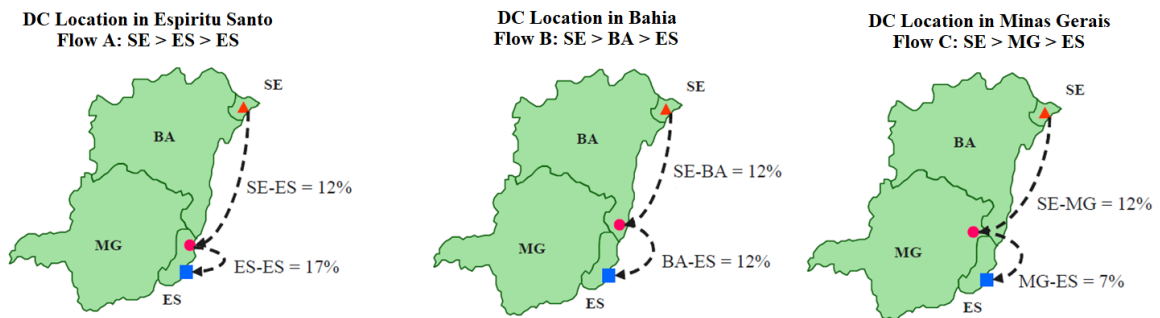 DC Location in Espiritu Santo
Flow A: SE > ES > ES
SE
BA
SE-ES = 12%
MG
ES-ES = 17%
ES
DC Location in Bahia
Flow B: SE > BA > ES
SE
BA
SE-BA = 12%
MG
BA-ES = 12%
ES
DC Location in Minas Gerais
Flow C: SE > MG > ES
SE
BA
SE-MG = 12%
MG
MG-ES = 7%
ES